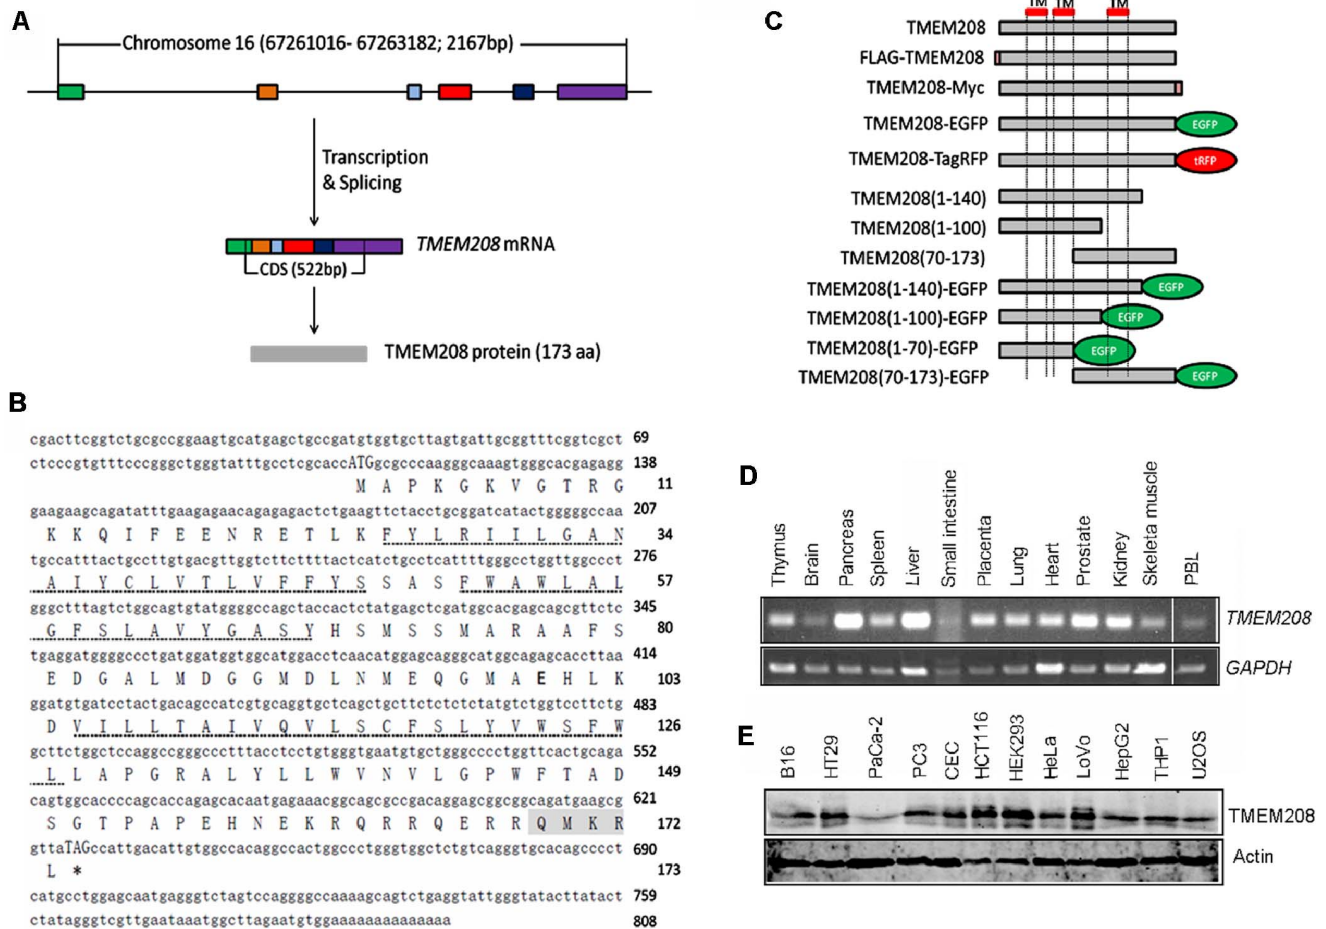 A
Chromosome 16 (67261016- 67263182; 2167bp)
Transcription
& Splicing
TMEM208 mRNA
CDS (522bp)
TMEM208 protein (173 aa)
B
cgacttcggtctgcgccggaagtgcatgagctgccgatgtggtgcttagtgattgcggtttcggtcgct 69
ctcccgtgtttcccgggctgggtatttgcctcgcaccATGgcgcccaagggcaaagtgggcacgagagg 138
M A P K G K V G T R G 11
gaagaagcagatatttgaagagaacagagagactctgaagttctacctgcggatcatactgggggccaa 207
K K Q I F E E N R E T L K F Y L R I I L G A N 34
tgccatttactgccttgtgacgttggtcttcttttactcatctgcctcattttgggcctggttggccct 276
A I Y C L V T L V F F Y S S A S F W A W L A L 57
gggctttagtctggcagtgtatggggccagctaccactctatgagctcgatggcacgagcagcgttctc 345
G F S L A V Y G A S Y H S M S S M A R A A F S 80
tgaggatggggccctgatggatggtggcatggacctcaacatggagcagggcatggcagagcaccttaa 414
E D G A L M D G G M D L N M E Q G M A E H L K 103
ggatgtgatcctactgacagccatcgtgcaggtgctcagctgcttctctctctatgtctggtccttctg 483
D V I L L T A I V Q V L S C F S L Y V W S F W 126
gcttctggctccaggccgggccctttacctcctgtgggtgaatgtgctgggcccctggttcactgcaga 552
L L A P G R A L Y L L W V N V L G P W F T A D 149
cagtggcaccccagcaccagagcacaatgagaaacggcagcgccgacaggagcggcggcagatgaagcg 621
S G T P A P E H N E K R Q R R Q E R R Q M K R 172
gttaTAGccattgacattgtggccacaggccaccggccctgggtggctctgtcagggtgcacagcccct 690
L * 173
catgcctggagcaatgagggtctagtccaggggccaaaagcagtctgaggtattgggtatacttatact 759
ctatagggtcgttgaataaatggcttagaatgtggaaaaaaaaaaaaaa 808
C
TM TM TM
TMEM208
FLAG-TMEM208
TMEM208-Myc
TMEM208-EGFP EGFP
TMEM208-TagRFP tRFP
TMEM208(1-140)
TMEM208(1-100)
TMEM208(70-173)
TMEM208(1-140)-EGFP EGFP
TMEM208(1-100)-EGFP EGFP
TMEM208(1-70)-EGFP EGFP
TMEM208(70-173)-EGFP EGFP
D
Thymus
Brain
Pancreas
Spleen
Liver
Small intestine
Placenta
Lung
Heart
Prostate
Kidney
Skeleta muscle
PBL
TMEM208
GAPDH
E
B16
HT29
PaCa-2
PC3
CEC
HCT116
HEK293
HeLa
LoVo
HepG2
THP1
U2OS
TMEM208
Actin